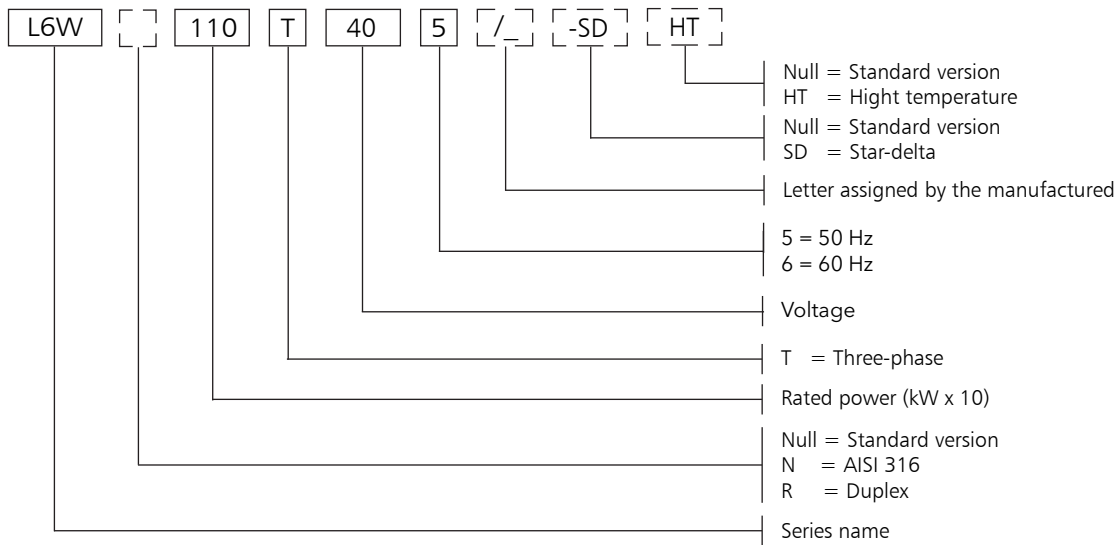 L6W 110 T 40 5 /_ -SD HT
Null = Standard version
HT = Hight temperature
Null = Standard version
SD = Star-delta
Letter assigned by the manufactured
5 = 50 Hz
6 = 60 Hz
Voltage
T = Three-phase
Rated power (kW x 10)
Null = Standard version
N = AISI 316
R = Duplex
Series name